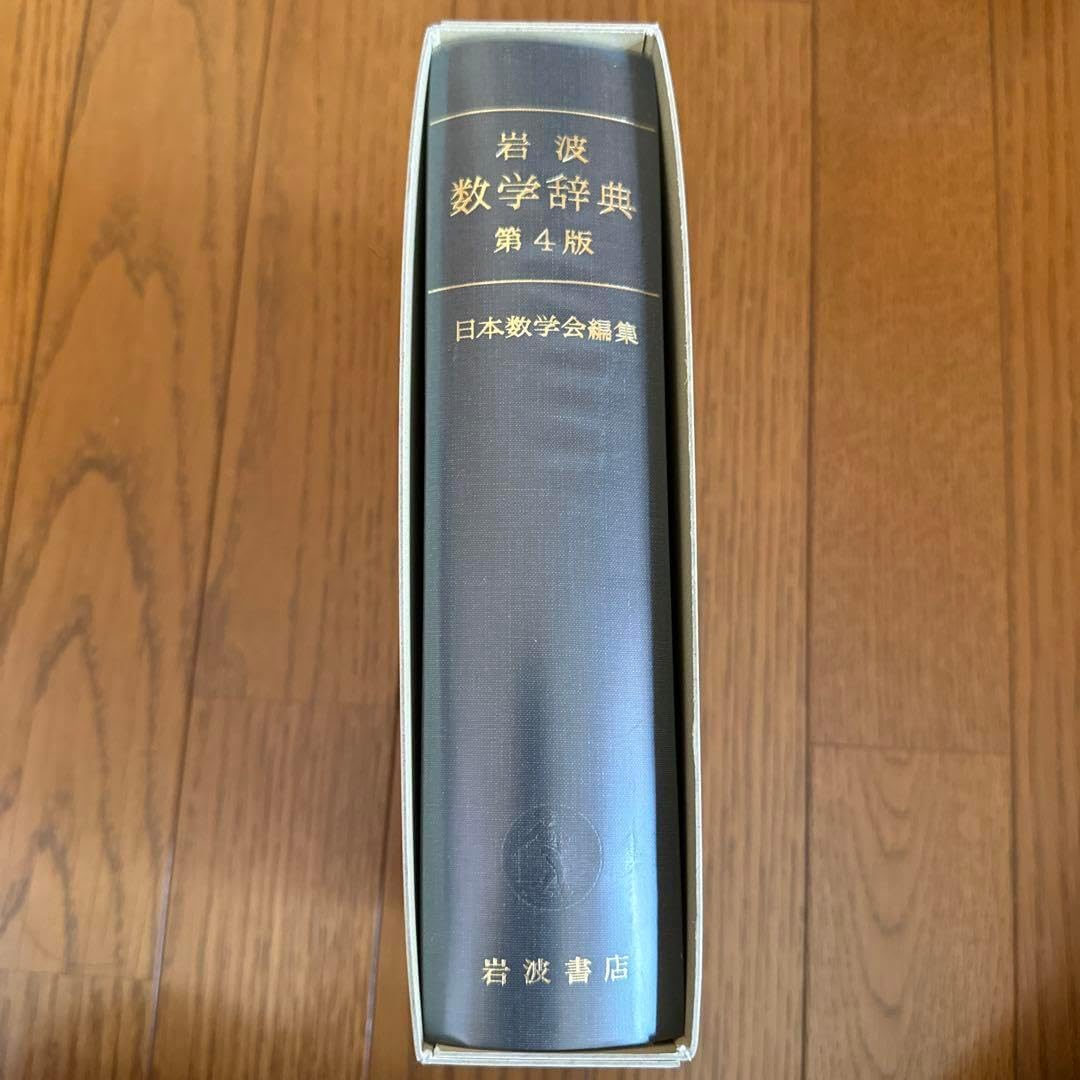 岩波
数学辞典
第4版
日本数学会編集
岩波書店